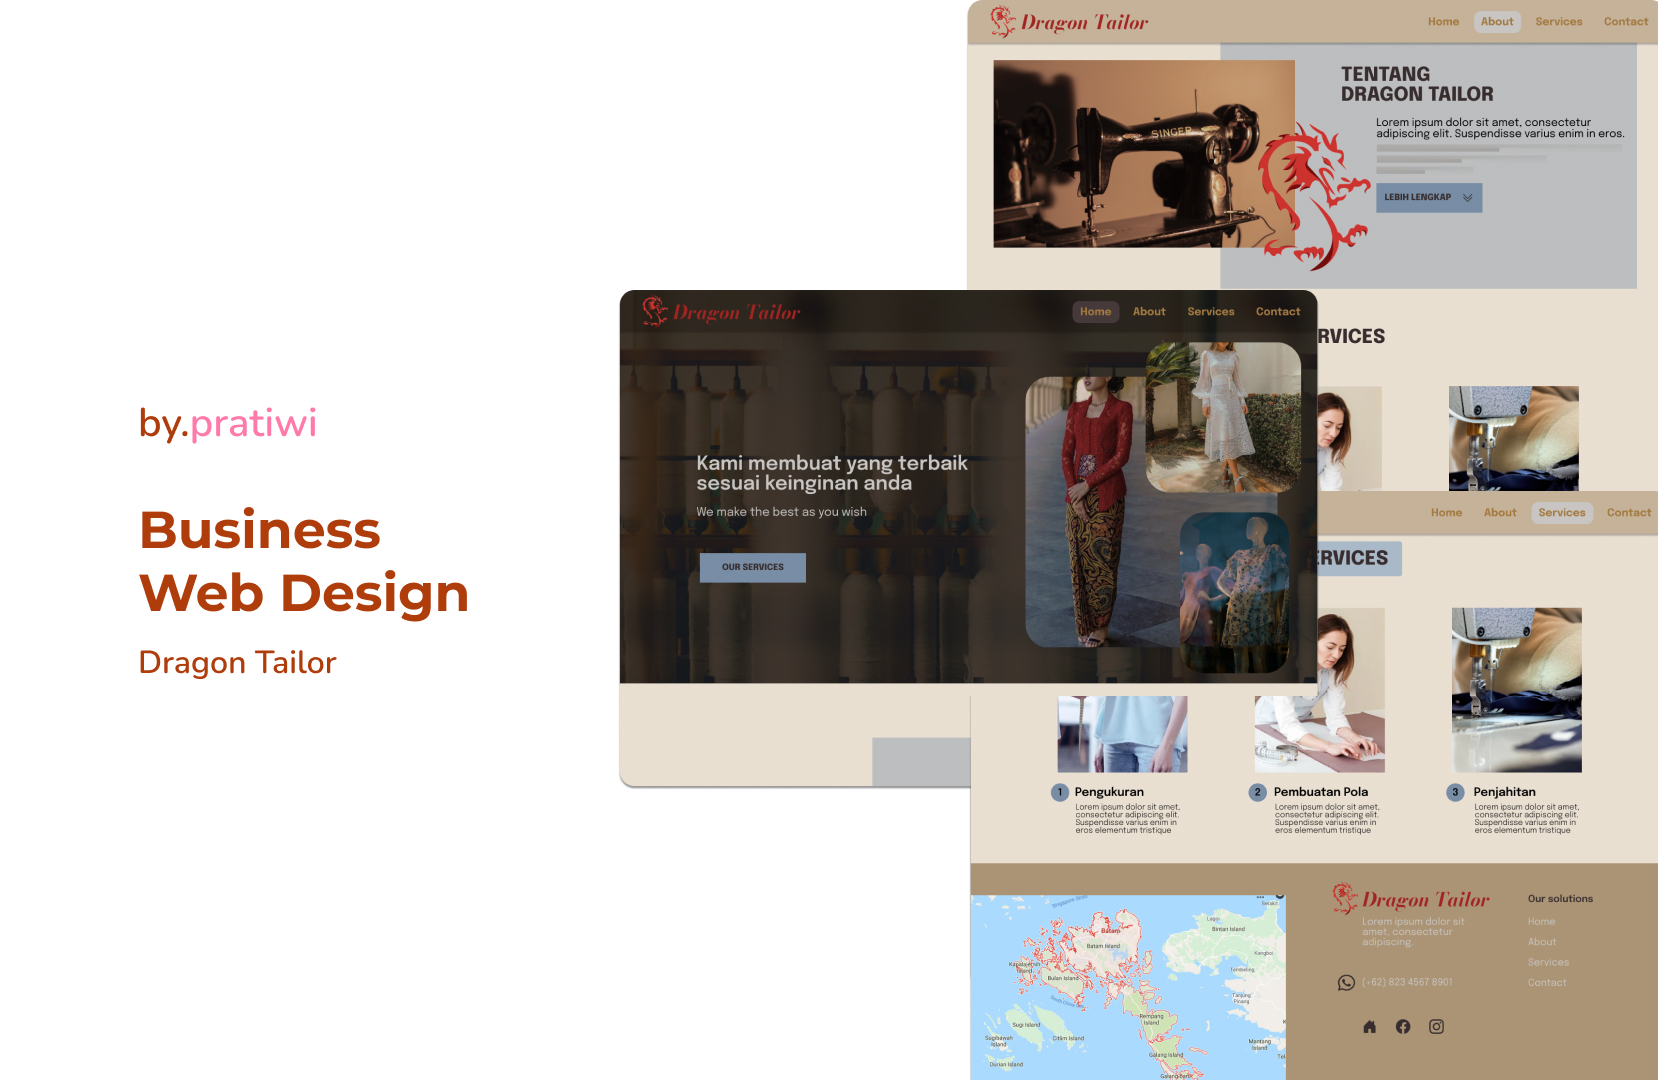 by.pratiwi
Business
Web Design
Dragon Tailor
Dragon Tailor
Home About Services Contact
SINGER
TENTANG
DRAGON TAILOR
Lorem ipsum dolor sit amet, consectetur
adipiscing elit. Suspendisse varius enim in eros.
LEBIH LENGKAP
RVICES
Dragon Tailor
Home About Services Contact
Kami membuat yang terbaik
sesuai keinginan anda
We make the best as you wish
OUR SERVICES
Home About Services Contact
ERVICES
1 Pengukuran
Lorem ipsum dolor sit amet,
consectetur adipiscing elit.
Suspendisse varius enim in
eros elementum tristique
2 Pembuatan Pola
Lorem ipsum dolor sit amet,
consectetur adipiscing elit.
Suspendisse varius enim in
eros elementum tristique
3 Penjahitan
Lorem ipsum dolor sit amet,
consectetur adipiscing elit.
Suspendisse varius enim in
eros elementum tristique
Batam
Batam Island
Bulan Island
Lagoi
Bintan Island
Kangboi
Tembeling
Tanjung
Pinang
Rempang
Island
Sugi Island
Citlim Island
Sugibawah
Island
Durian Island
Galang Island
Mantang
Island
Dragon Tailor
Lorem ipsum dolor sit
amet, consectetur
adipiscing
(+62) 823 4567 8901
Our solutions
Home
About
Services
Contact